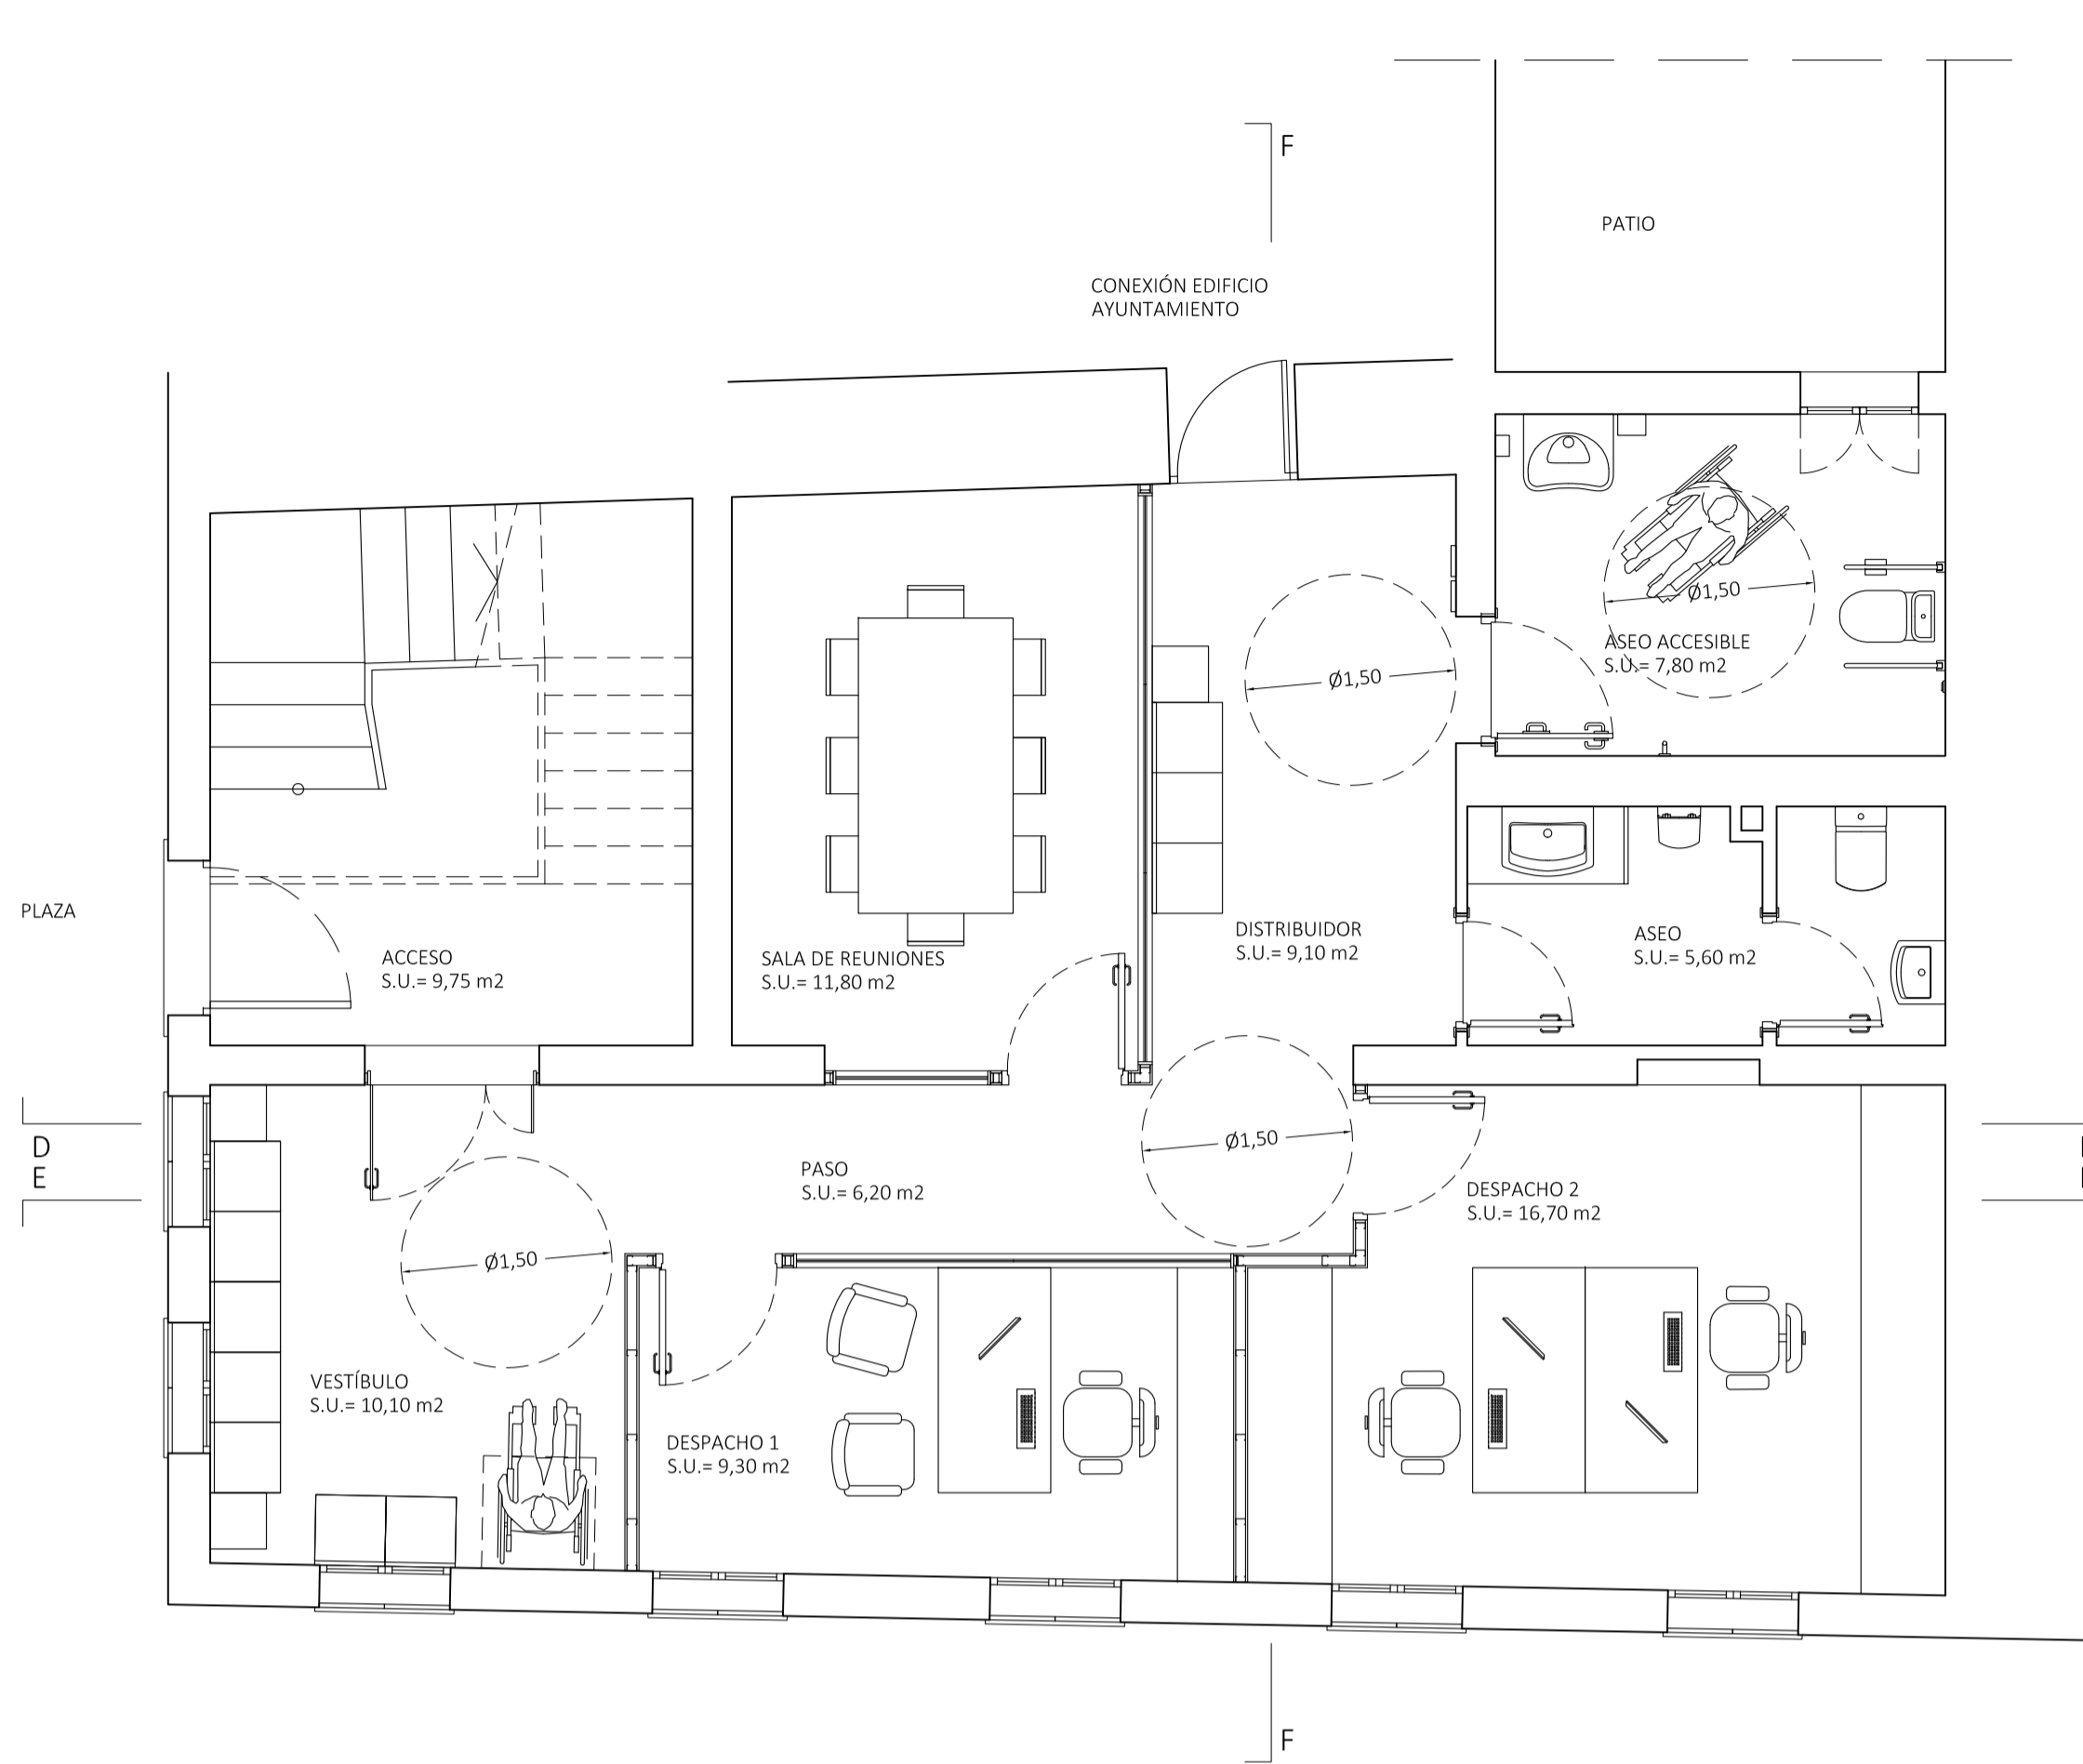 F
PATIO
CONEXIÓN EDIFICIO
AYUNTAMIENTO
Ø1,50
ASEO ACCESIBLE
S.U.= 7,80 m2
Ø1,50
PLAZA
ACCESO
S.U.= 9,75 m2
SALA DE REUNIONES
S.U.= 11,80 m2
DISTRIBUIDOR
S.U.= 9,10 m2
ASEO
S.U.= 5,60 m2
D
E
Ø1,50
PASO
S.U.= 6,20 m2
DESPACHO 2
S.U.= 16,70 m2
Ø1,50
VESTÍBULO
S.U.= 10,10 m2
DESPACHO 1
S.U.= 9,30 m2
F